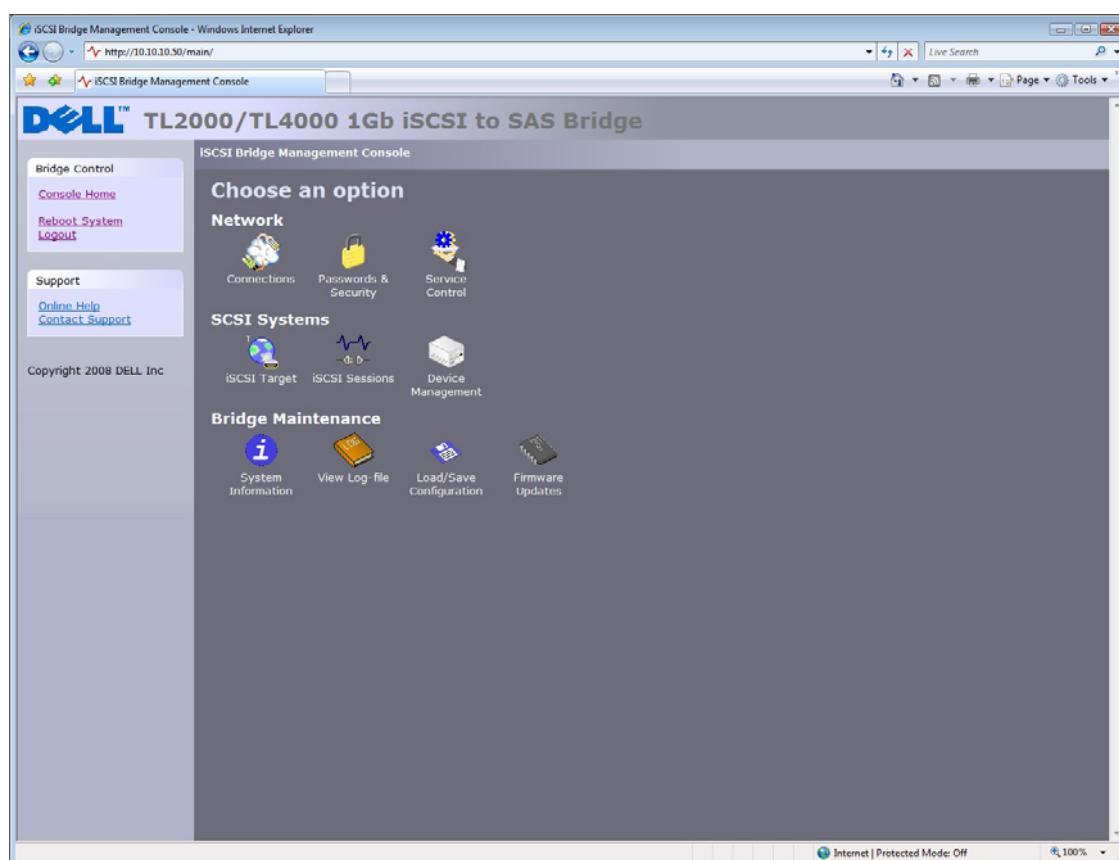 iSCSI Bridge Management Console - Windows Internet Explorer
http://10.10.10.50/main/
Live Search
iSCSI Bridge Management Console
Page
Tools
DELL™ TL2000/TL4000 1Gb iSCSI to SAS Bridge
iSCSI Bridge Management Console
Bridge Control
Console Home
Reboot System
Logout
Support
Online Help
Contact Support
Copyright 2008 DELL Inc
Choose an option
Network
Connections
Passwords &
Security
Service
Control
SCSI Systems
iSCSI Target
iSCSI Sessions
Device
Management
Bridge Maintenance
System
Information
View Log-file
Load/Save
Configuration
Firmware
Updates
Internet | Protected Mode: Off
100%